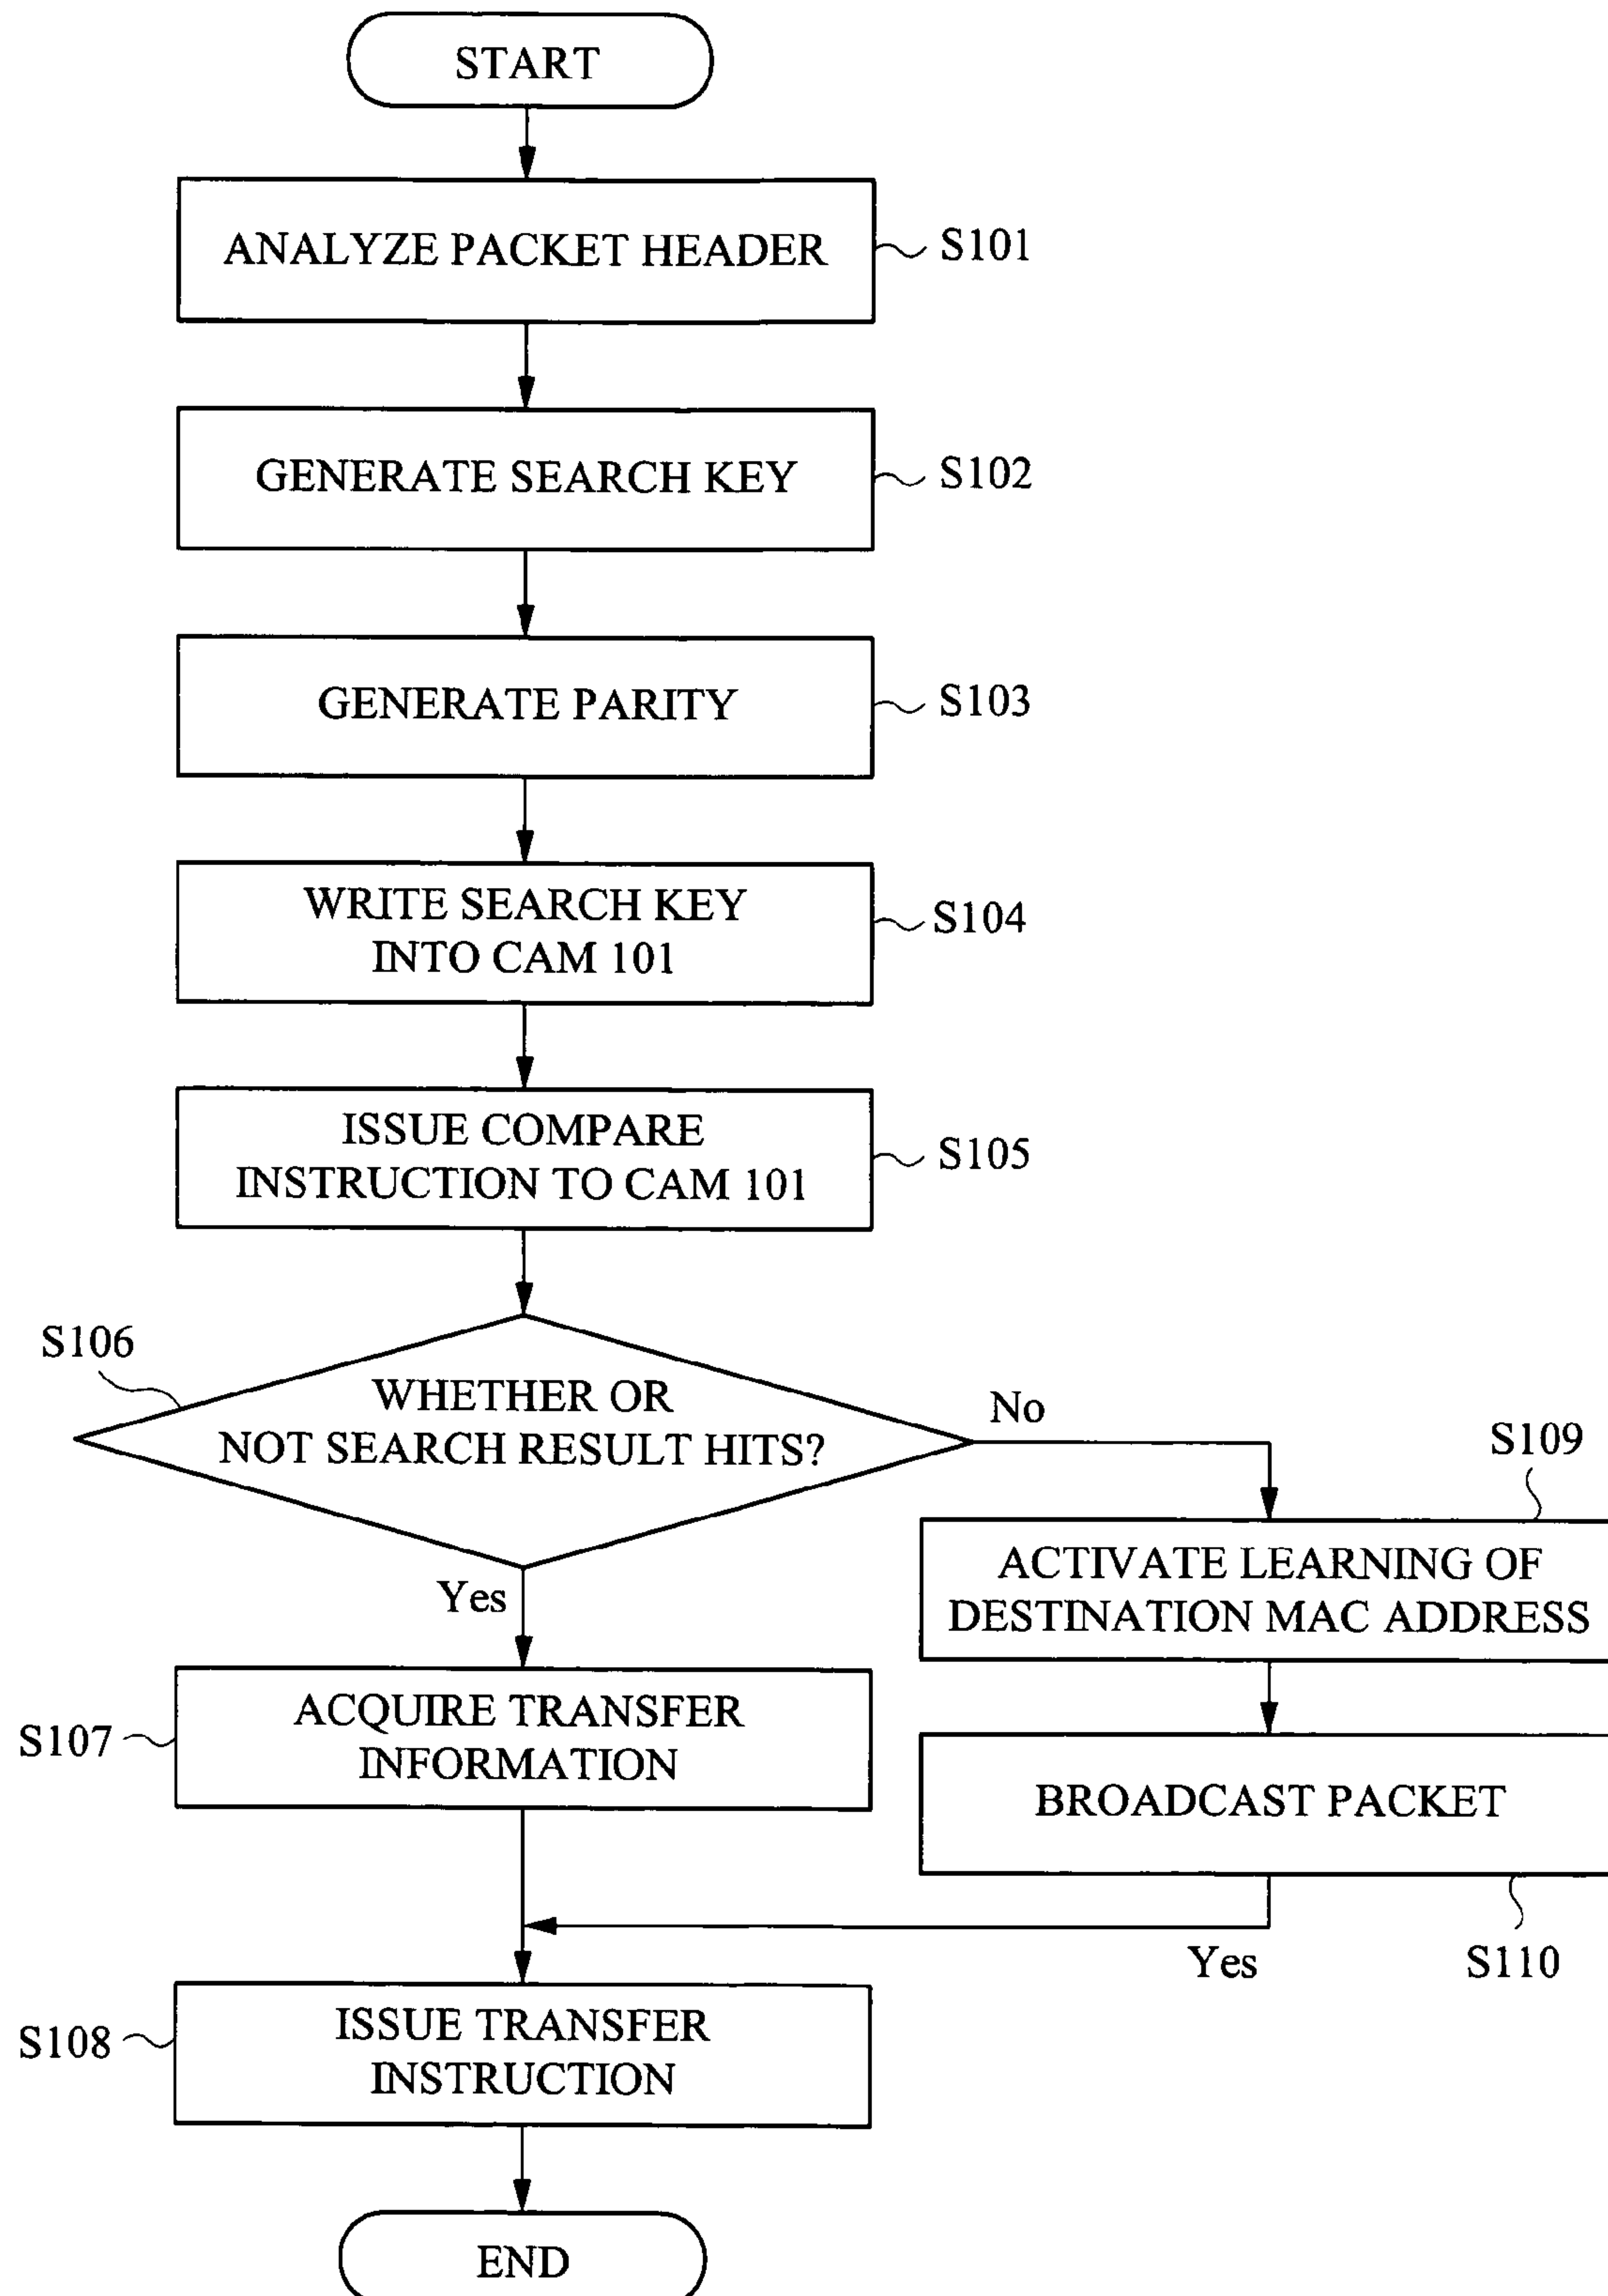 START
ANALYZE PACKET HEADER
S101
GENERATE SEARCH KEY
S102
GENERATE PARITY
S103
WRITE SEARCH KEY
INTO CAM 101
S104
ISSUE COMPARE
INSTRUCTION TO CAM 101
S105
S106
WHETHER OR
NOT SEARCH RESULT HITS?
No
Yes
S109
ACTIVATE LEARNING OF
DESTINATION MAC ADDRESS
S107
ACQUIRE TRANSFER
INFORMATION
BROADCAST PACKET
Yes
S110
S108
ISSUE TRANSFER
INSTRUCTION
END